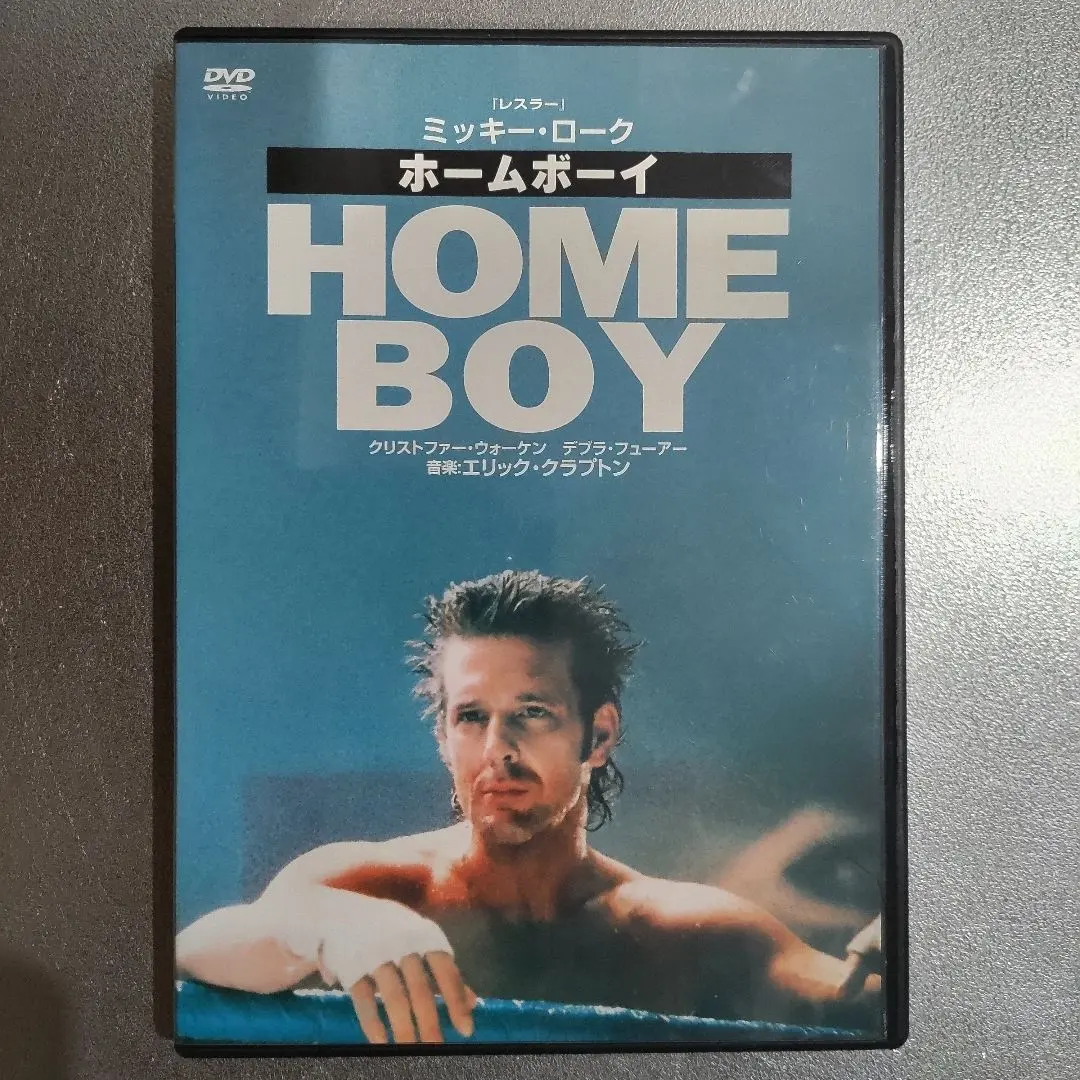 DVD
VIDEO
『レスラー』
ミッキー・ローク
ホームボーイ
HOME
BOY
クリストファー・ウォーケン デブラ・フューアー
音楽:エリック・クラプトン